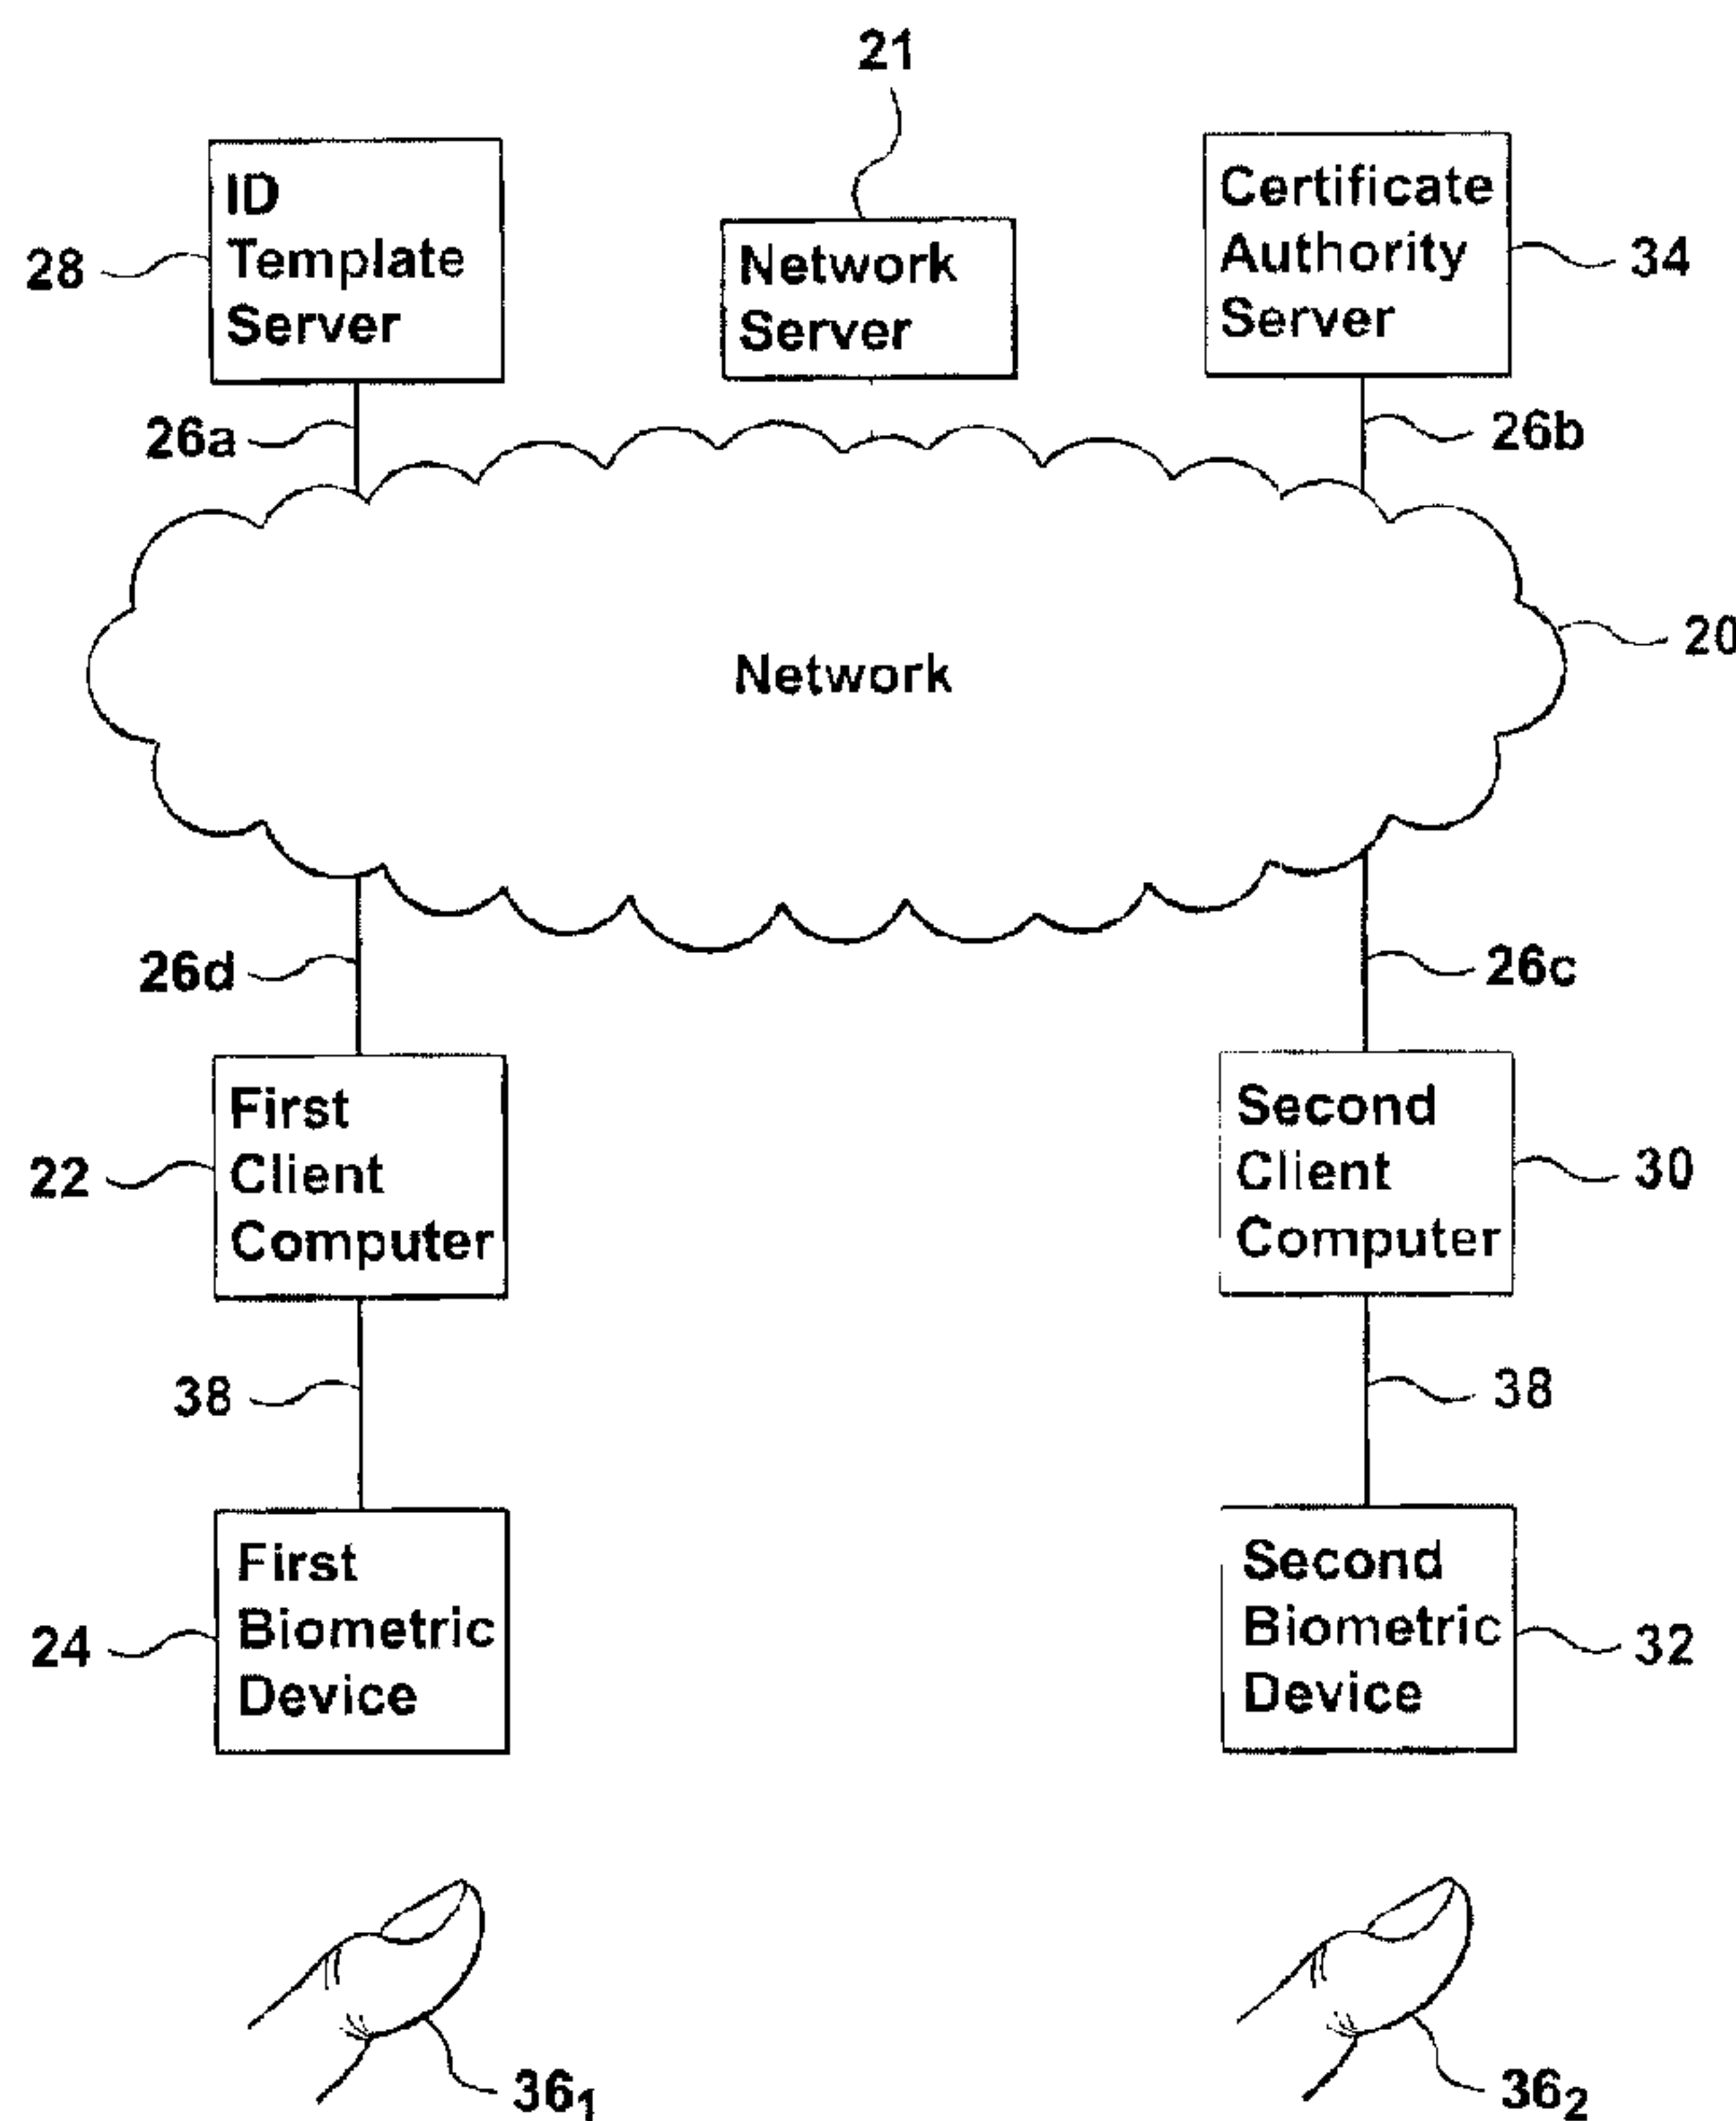 21
ID
Template
Server
28
Network
Server
Certificate
Authority
Server
34
26a
26b
Network
20
26d
26c
First
Client
Computer
22
Second
Client
Computer
30
38
38
First
Biometric
Device
24
Second
Biometric
Device
32
36₁
36₂